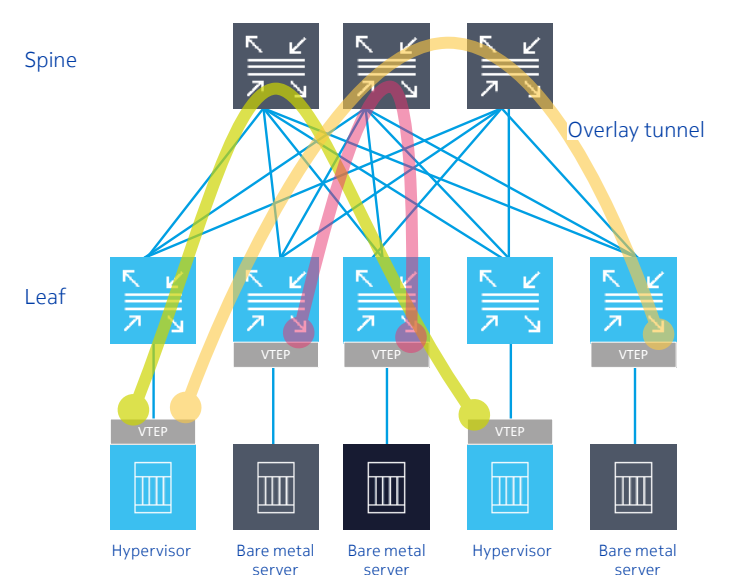 Spine
Overlay tunnel
Leaf
VTEP
VTEP
VTEP
VTEP
VTEP
Hypervisor
Bare metal
server
Bare metal
server
Hypervisor
Bare metal
server